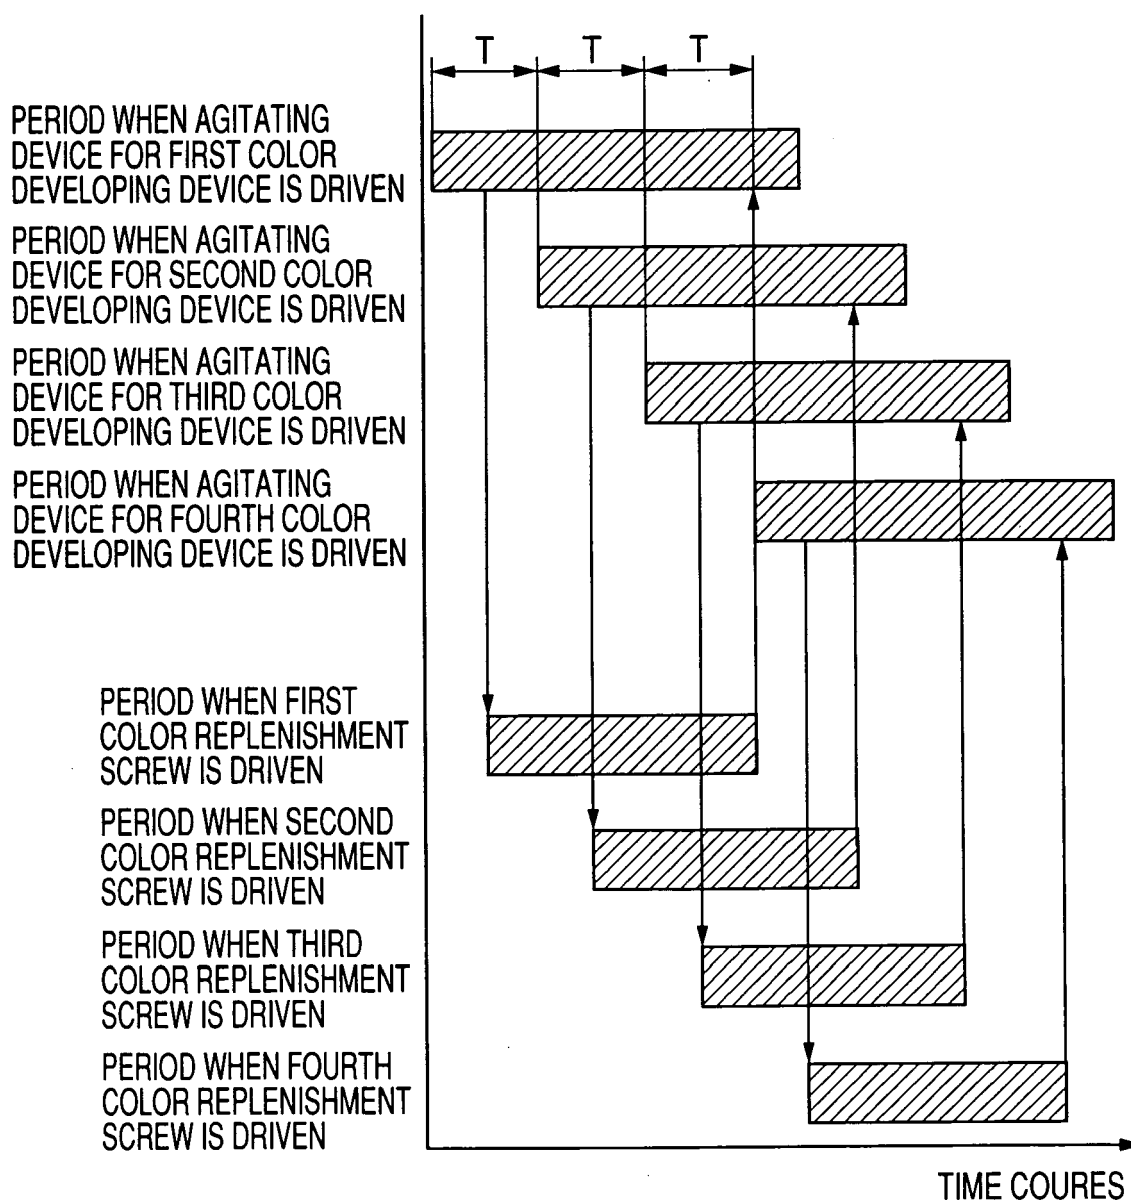 T T T
PERIOD WHEN AGITATING
DEVICE FOR FIRST COLOR
DEVELOPING DEVICE IS DRIVEN
PERIOD WHEN AGITATING
DEVICE FOR SECOND COLOR
DEVELOPING DEVICE IS DRIVEN
PERIOD WHEN AGITATING
DEVICE FOR THIRD COLOR
DEVELOPING DEVICE IS DRIVEN
PERIOD WHEN AGITATING
DEVICE FOR FOURTH COLOR
DEVELOPING DEVICE IS DRIVEN
PERIOD WHEN FIRST
COLOR REPLENISHMENT
SCREW IS DRIVEN
PERIOD WHEN SECOND
COLOR REPLENISHMENT
SCREW IS DRIVEN
PERIOD WHEN THIRD
COLOR REPLENISHMENT
SCREW IS DRIVEN
PERIOD WHEN FOURTH
COLOR REPLENISHMENT
SCREW IS DRIVEN
TIME COURES